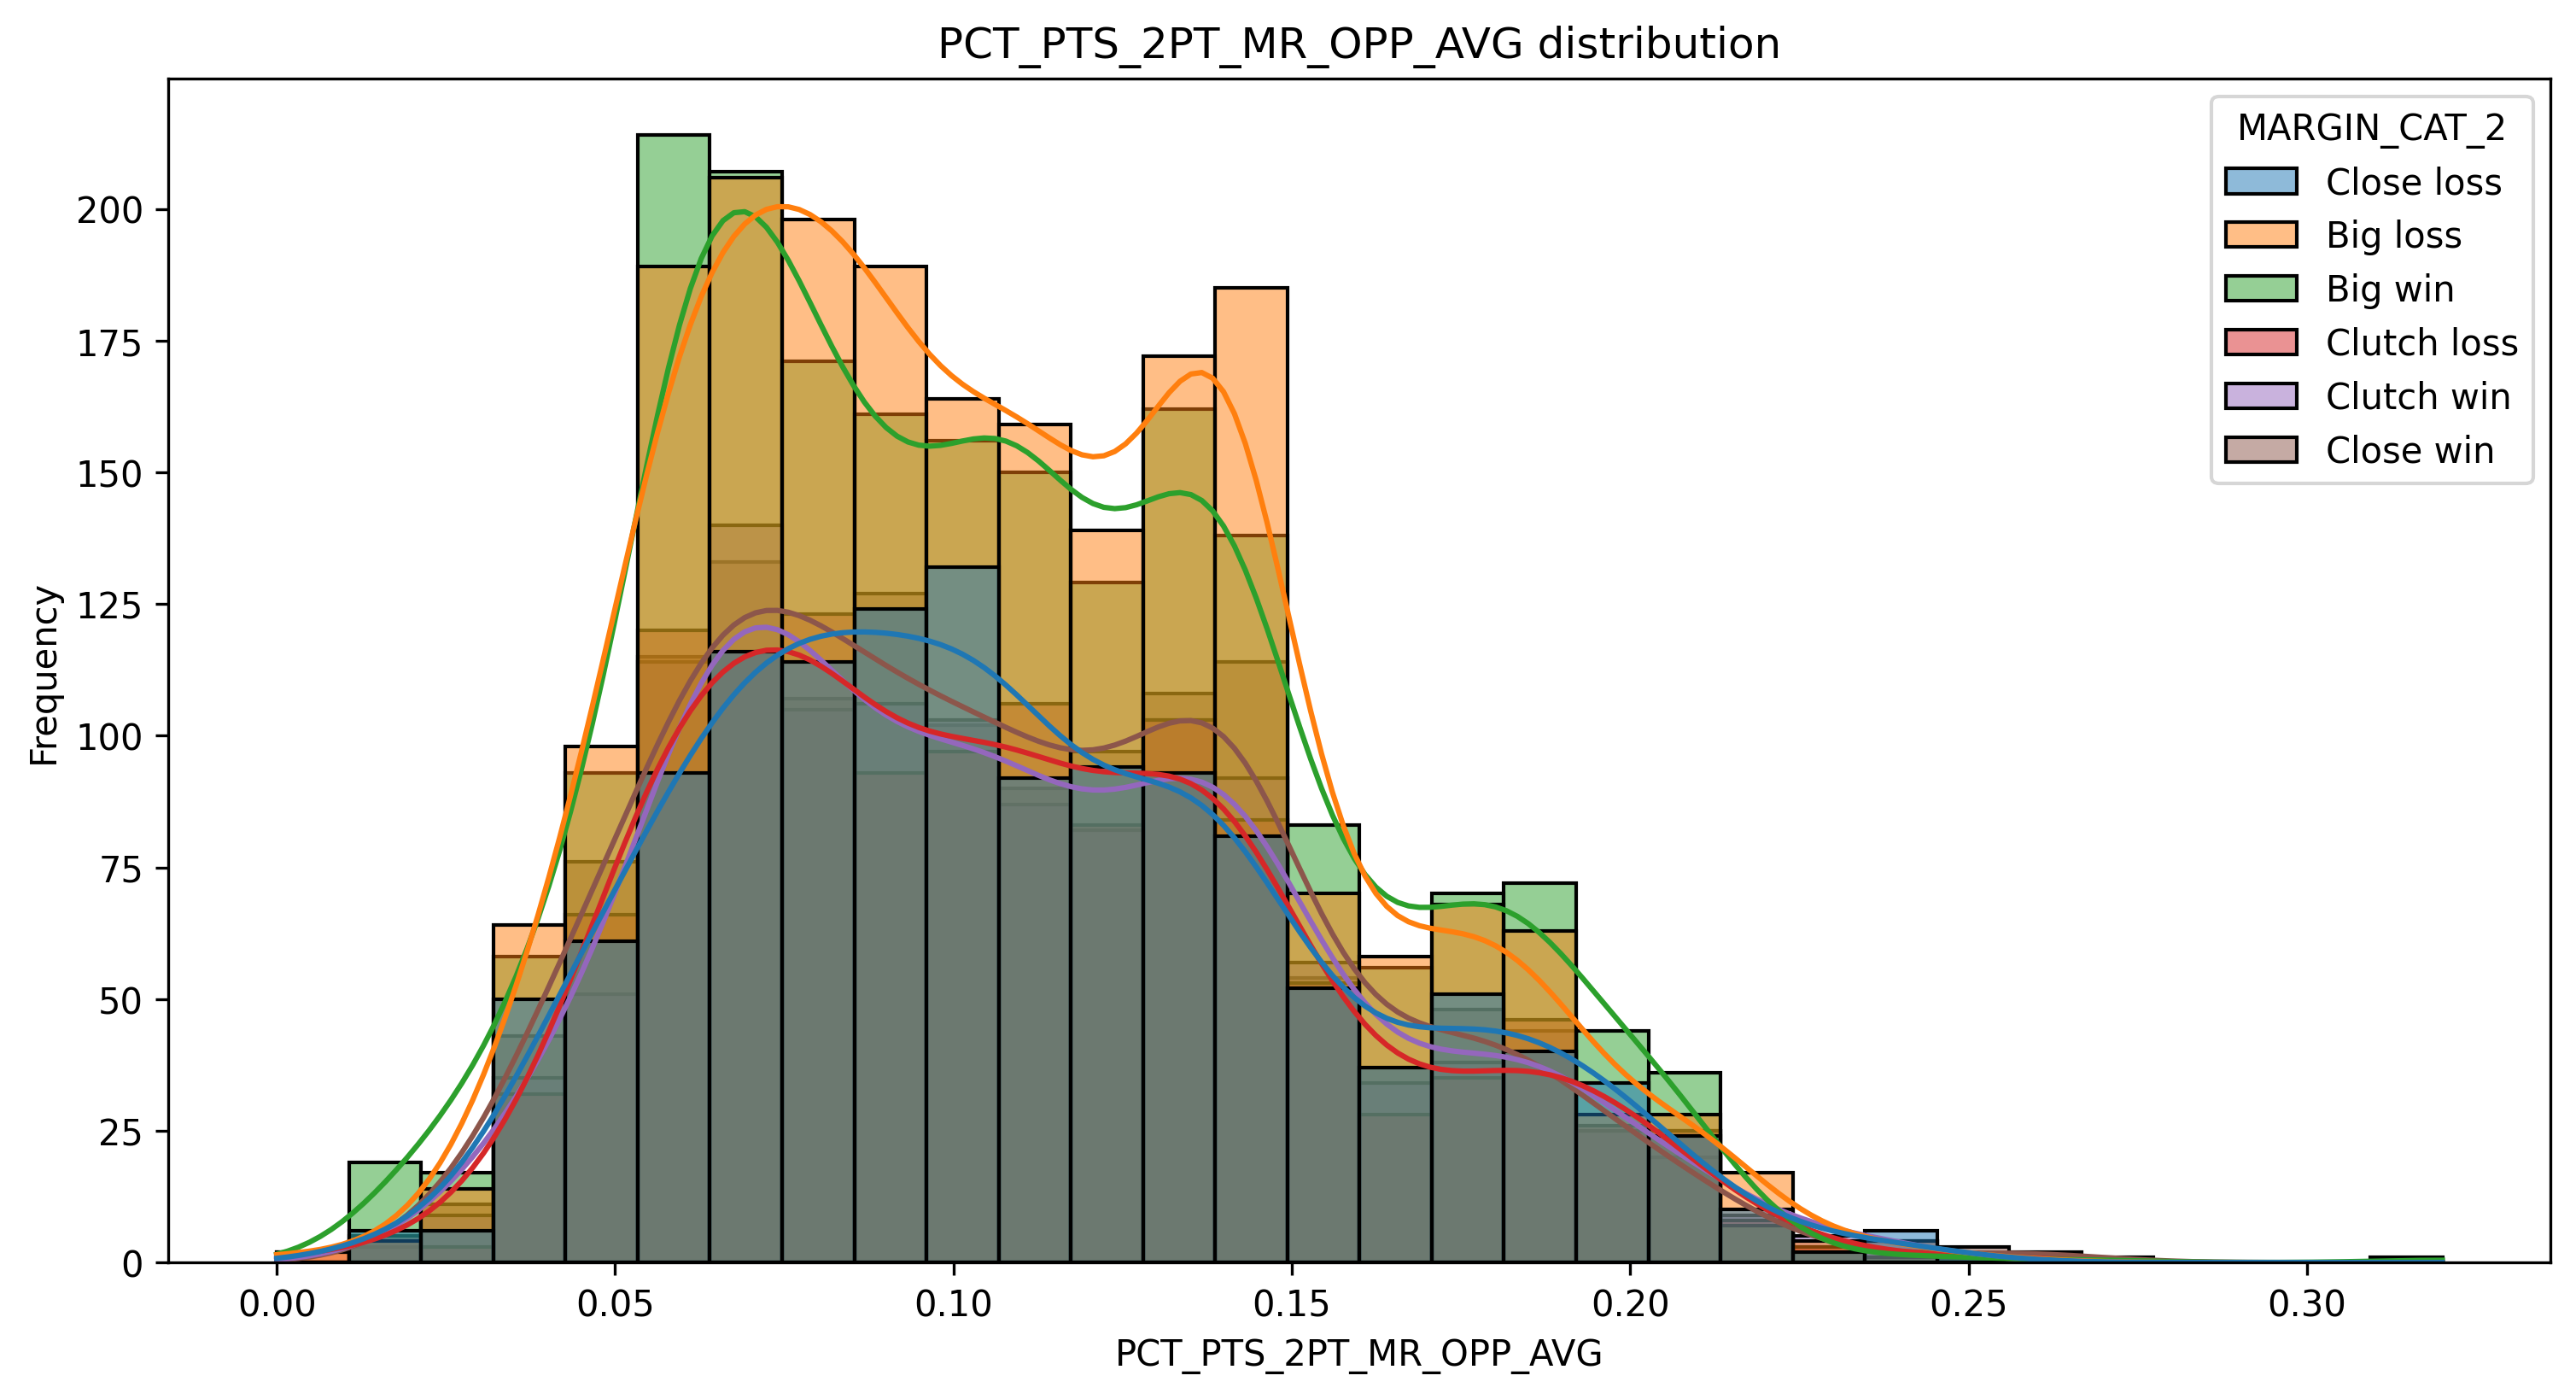 PCT_PTS_2PT_MR_OPP_AVG distribution
MARGIN_CAT_2
Close loss
Big loss
Big win
Clutch loss
Clutch win
Close win
Frequency
200
175
150
125
100
75
50
25
0
0.00 0.05 0.10 0.15 0.20 0.25 0.30
PCT_PTS_2PT_MR_OPP_AVG